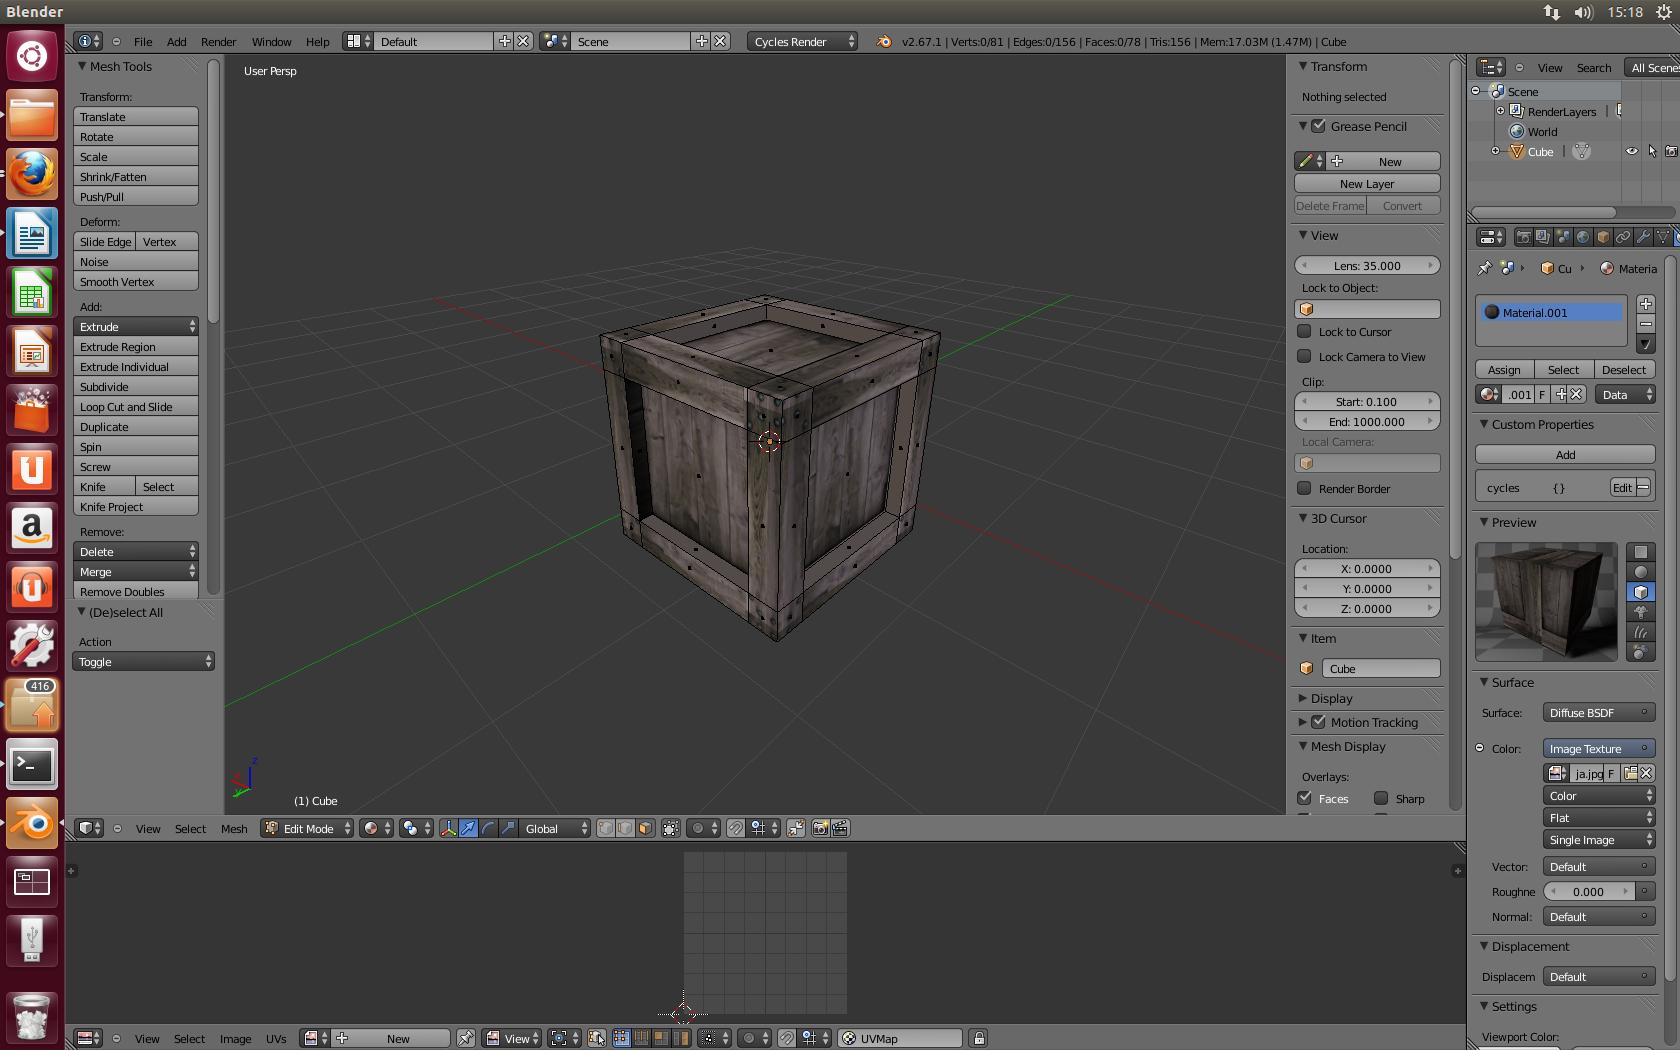 Blender
15:18
File Add Render Window Help
Default
Scene
Cycles Render
v2.67.1 | Verts:0/81 | Edges:0/156 | Faces:0/78 | Tris:156 | Mem:17.03M (1.47M) | Cube
Mesh Tools
Transform:
Translate
Rotate
Scale
Shrink/Fatten
Push/Pull
Deform:
Slide Edge Vertex
Noise
Smooth Vertex
Add:
Extrude
Extrude Region
Extrude Individual
Subdivide
Loop Cut and Slide
Duplicate
Spin
Screw
Knife Select
Knife Project
Remove:
Delete
Merge
Remove Doubles
(De)select All
Action
Toggle
416
User Persp
z
(1) Cube
Transform
Nothing selected
Grease Pencil
New
New Layer
Delete Frame Convert
View
Lens: 35.000
Lock to Object:
Lock to Cursor
Lock Camera to View
Clip:
Start: 0.100
End: 1000.000
Local Camera:
Render Border
3D Cursor
Location:
X: 0.0000
Y: 0.0000
Z: 0.0000
Item
Cube
Display
Motion Tracking
Mesh Display
Overlays:
Faces Sharp
View Search All Scene
Scene
RenderLayers
World
Cube
Cu Materia
Material.001
Assign Select Deselect
.001 F Data
Custom Properties
Add
cycles {} Edit
Preview
Surface
Surface: Diffuse BSDF
Color: Image Texture
ja.jpg F
Color
Flat
Single Image
Vector: Default
Roughne 0.000
Normal: Default
Displacement
Displacem Default
Settings
Viewport Color:
View Select Mesh Edit Mode Global
View Select Image UVs New View UVMap